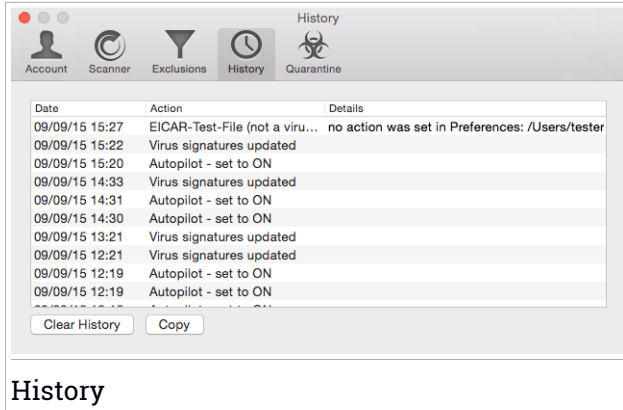 History
Account Scanner Exclusions History Quarantine
Date Action Details
09/09/15 15:27 EICAR-Test-File (not a viru... no action was set in Preferences: /Users/tester
09/09/15 15:22 Virus signatures updated
09/09/15 15:20 Autopilot - set to ON
09/09/15 14:33 Virus signatures updated
09/09/15 14:31 Autopilot - set to ON
09/09/15 14:30 Autopilot - set to ON
09/09/15 13:21 Virus signatures updated
09/09/15 12:21 Virus signatures updated
09/09/15 12:19 Autopilot - set to ON
09/09/15 12:19 Autopilot - set to ON
Clear History Copy
History